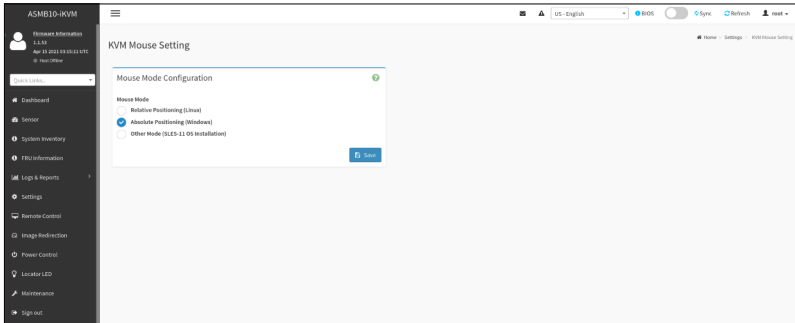 ASMB10-iKVM
US - English
BIOS
Sync
Refresh
root
Firmware Information
1.1.53
Apr 15 2021 03:15:11 UTC
Host Offline
Quick Links...
Dashboard
Sensor
System Inventory
FRU Information
Logs & Reports
Settings
Remote Control
Image Redirection
Power Control
Locator LED
Maintenance
Sign out
KVM Mouse Setting
Home > Settings > KVM Mouse Setting
Mouse Mode Configuration
Mouse Mode
Relative Positioning (Linux)
Absolute Positioning (Windows)
Other Mode (SLES-11 OS Installation)
Save